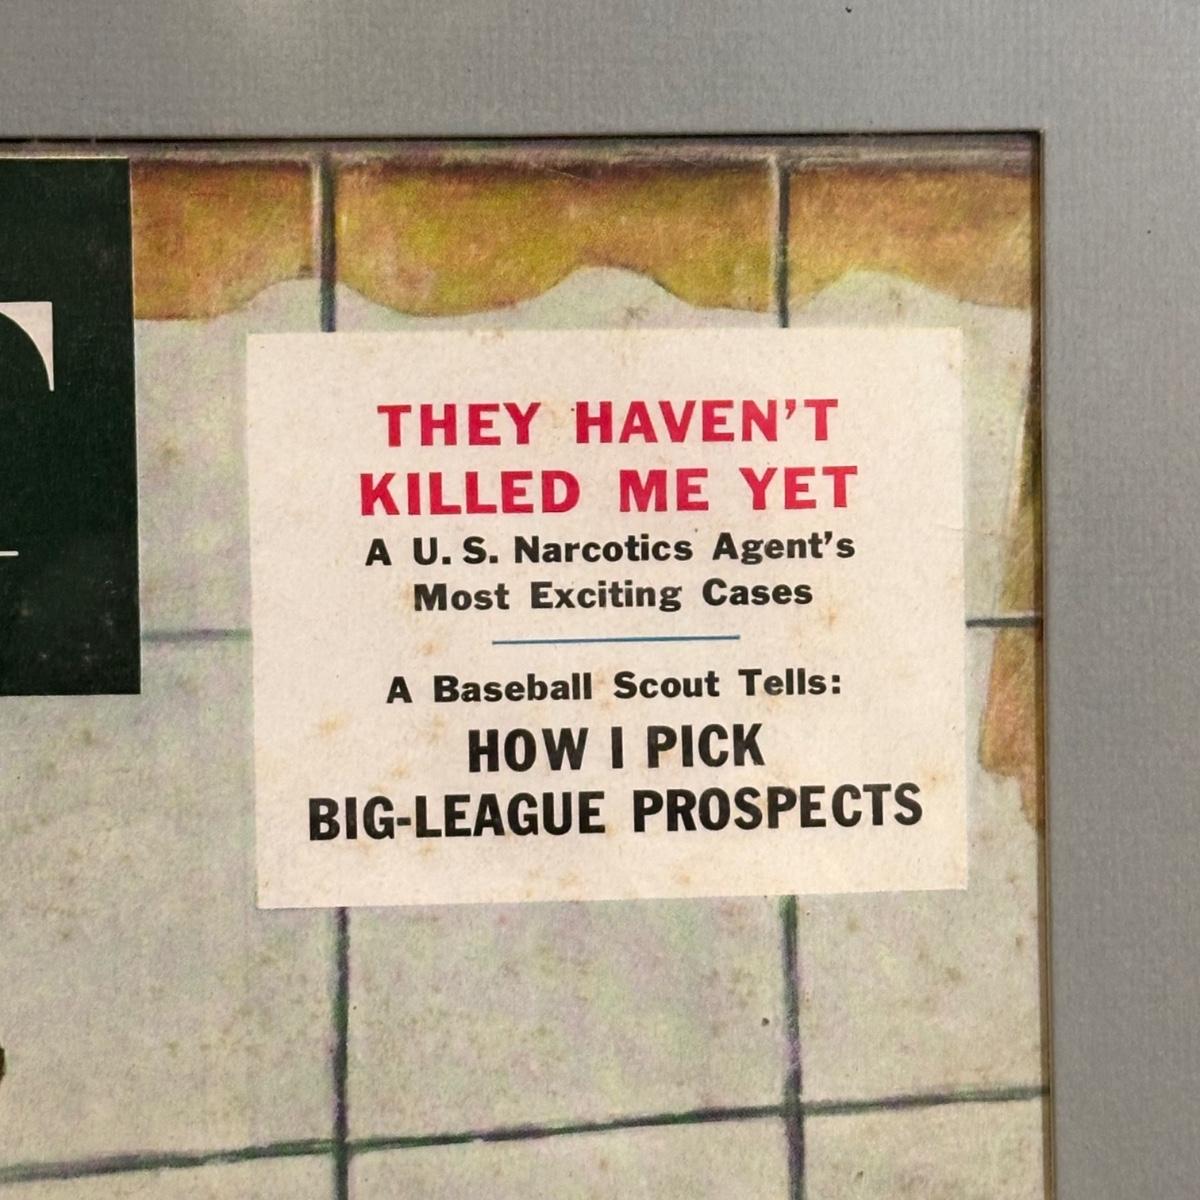 T
THEY HAVEN'T
KILLED ME YET
A U. S. Narcotics Agent's
Most Exciting Cases
A Baseball Scout Tells:
HOW I PICK
BIG-LEAGUE PROSPECTS